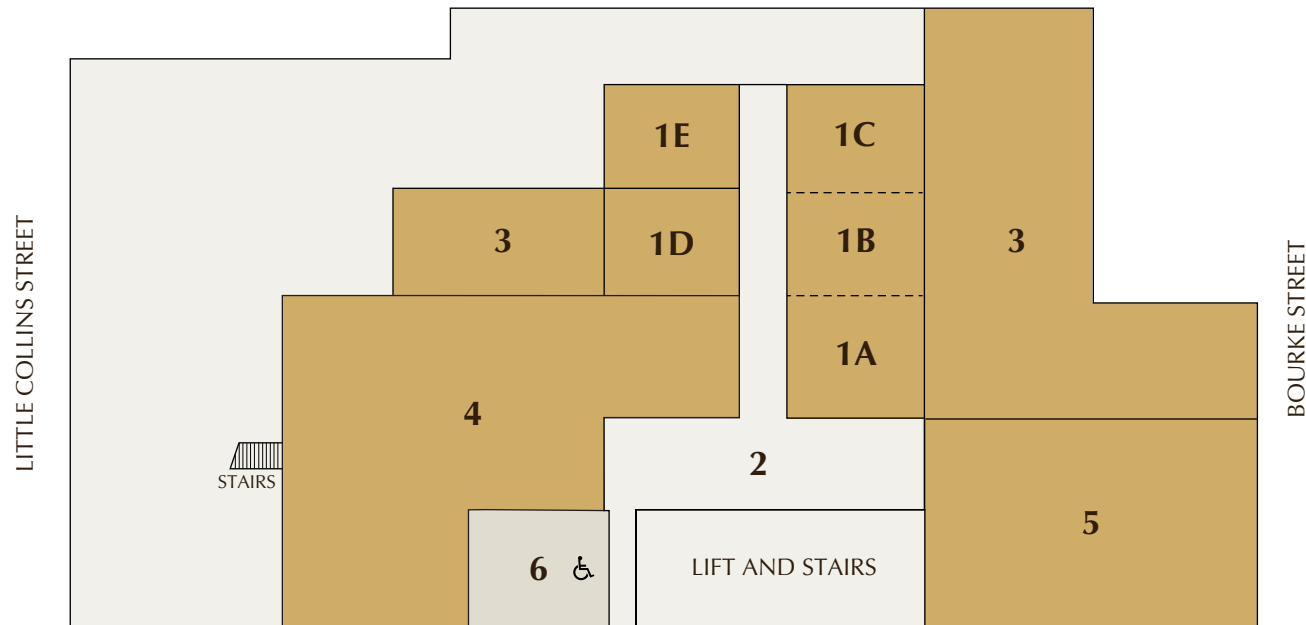 1E
1C
3
1D
1B
3
1A
4
2
5
6
LITTLE COLLINS STREET
BOURKE STREET
STAIRS
LIFT AND STAIRS